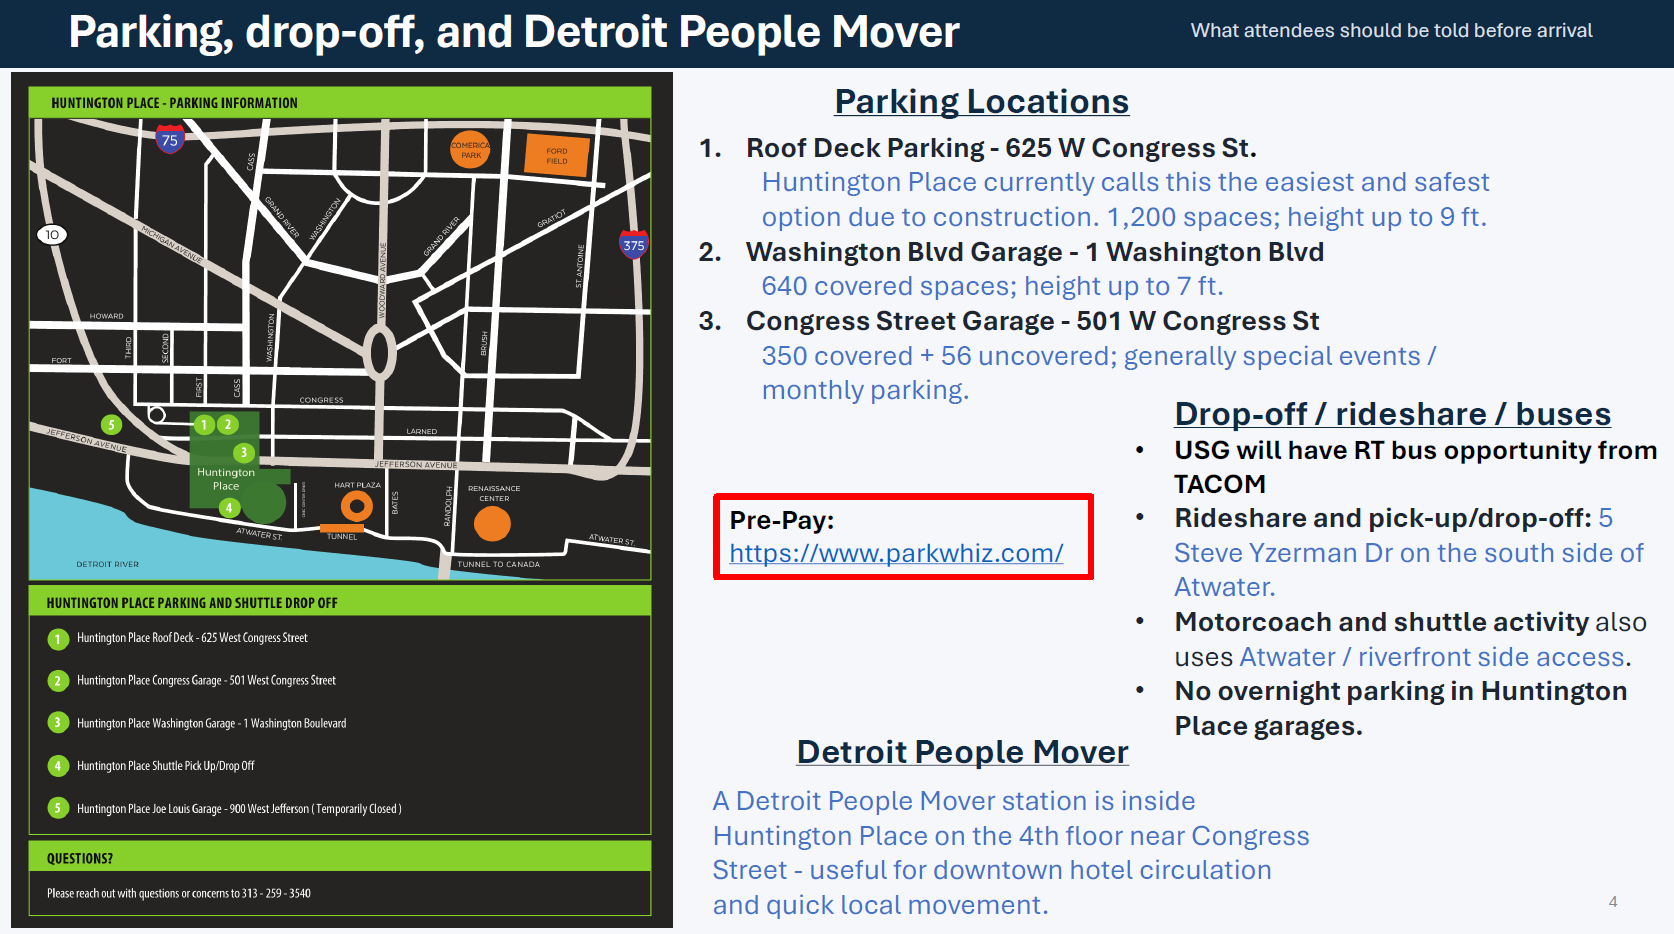 Parking, drop-off, and Detroit People Mover
What attendees should be told before arrival
HUNTINGTON PLACE - PARKING INFORMATION
75
COMERICA
PARK
FORD
FIELD
CASS
GRAND RIVER
WASHINGTON
GRAND RIVER
GRATIOT
10
MICHIGAN AVENUE
WOODWARD AVENUE
ST. ANTOINE
375
HOWARD
THIRD
SECOND
WASHINGTON
BRUSH
FORT
FIRST
CASS
CONGRESS
5
1
2
LARNED
JEFFERSON AVENUE
3
JEFFERSON AVENUE
Huntington
Place
HART PLAZA
RENAISSANCE
CENTER
BATES
RANDOLPH
4
ATWATER ST.
TUNNEL
ATWATER ST.
DETROIT RIVER
TUNNEL TO CANADA
HUNTINGTON PLACE PARKING AND SHUTTLE DROP OFF
1 Huntington Place Roof Deck - 625 West Congress Street
2 Huntington Place Congress Garage - 501 West Congress Street
3 Huntington Place Washington Garage - 1 Washington Boulevard
4 Huntington Place Shuttle Pick Up/Drop Off
5 Huntington Place Joe Louis Garage - 900 West Jefferson ( Temporarily Closed )
QUESTIONS?
Please reach out with questions or concerns to 313 - 259 - 3540
Parking Locations
1. Roof Deck Parking - 625 W Congress St.
Huntington Place currently calls this the easiest and safest
option due to construction. 1,200 spaces; height up to 9 ft.
2. Washington Blvd Garage - 1 Washington Blvd
640 covered spaces; height up to 7 ft.
3. Congress Street Garage - 501 W Congress St
350 covered + 56 uncovered; generally special events /
monthly parking.
Pre-Pay:
https://www.parkwhiz.com/
Drop-off / rideshare / buses
• USG will have RT bus opportunity from
TACOM
• Rideshare and pick-up/drop-off: 5
Steve Yzerman Dr on the south side of
Atwater.
• Motorcoach and shuttle activity also
uses Atwater / riverfront side access.
• No overnight parking in Huntington
Place garages.
Detroit People Mover
A Detroit People Mover station is inside
Huntington Place on the 4th floor near Congress
Street - useful for downtown hotel circulation
and quick local movement.
4